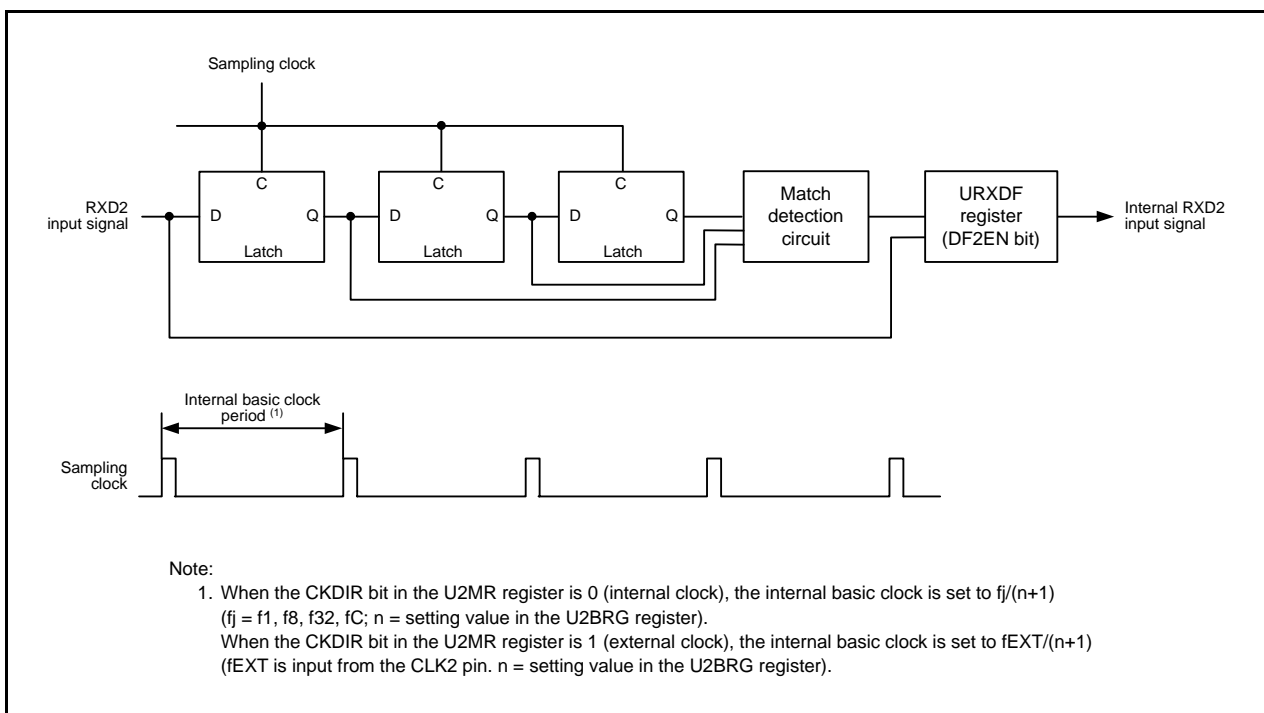 Sampling clock
C
C
C
RXD2
input signal
D
Q
D
Q
D
Q
Latch
Latch
Latch
Match
detection
circuit
URXDF
register
(DF2EN bit)
Internal RXD2
input signal
Internal basic clock
period (1)
Sampling
clock
Note:
1. When the CKDIR bit in the U2MR register is 0 (internal clock), the internal basic clock is set to fj/(n+1)
(fj = f1, f8, f32, fC; n = setting value in the U2BRG register).
When the CKDIR bit in the U2MR register is 1 (external clock), the internal basic clock is set to fEXT/(n+1)
(fEXT is input from the CLK2 pin. n = setting value in the U2BRG register).